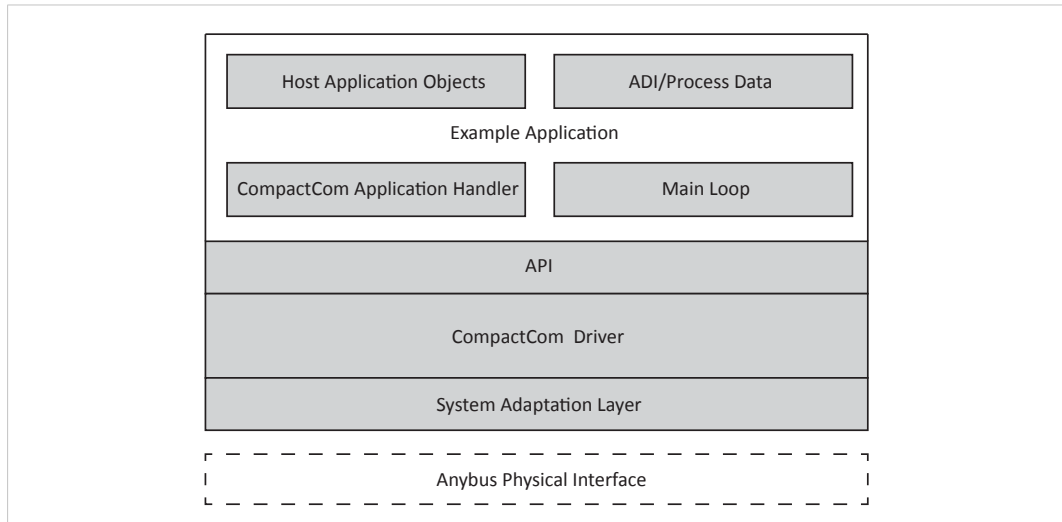 Host Application Objects
ADI/Process Data
Example Application
CompactCom Application Handler
Main Loop
API
CompactCom Driver
System Adaptation Layer
Anybus Physical Interface